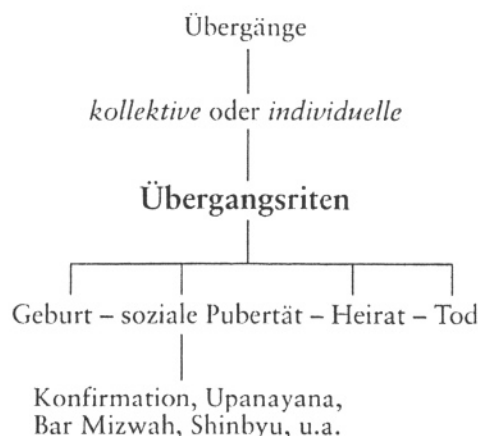 Übergänge
kollektive oder individuelle
Übergangsriten
Geburt – soziale Pubertät – Heirat – Tod
Konfirmation, Upanayana,
Bar Mizwah, Shinbyu, u.a.